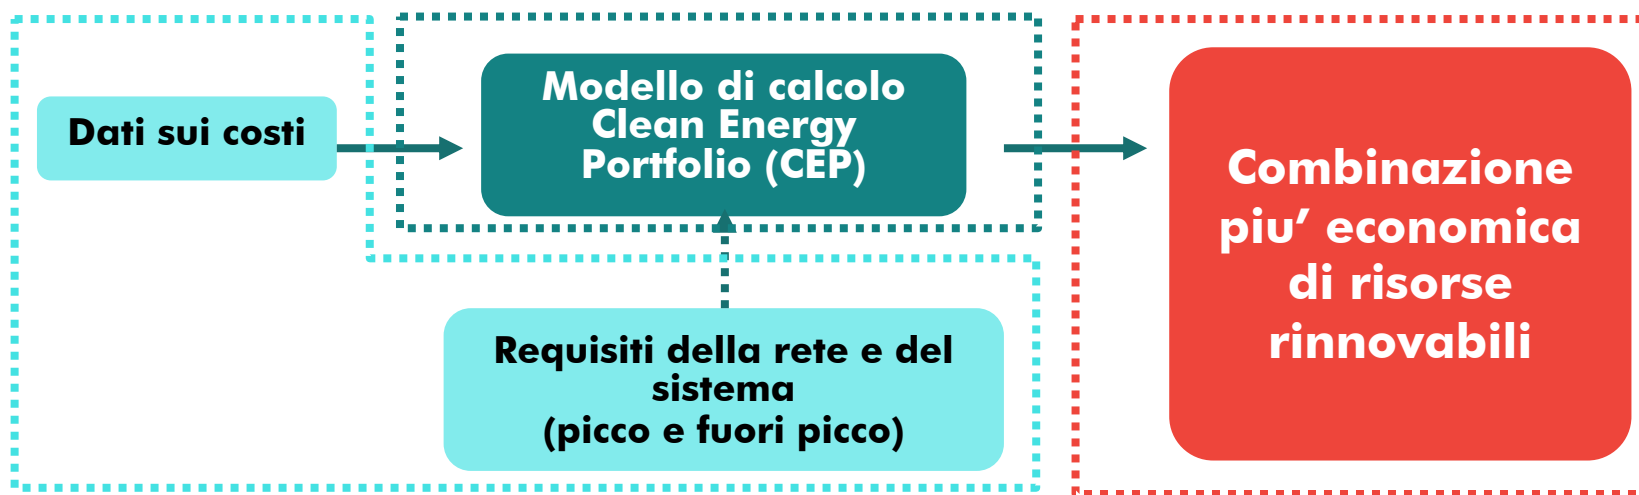 Dati sui costi
Modello di calcolo
Clean Energy
Portfolio (CEP)
Requisiti della rete e del
sistema
(picco e fuori picco)
Combinazione
piu’ economica
di risorse
rinnovabili